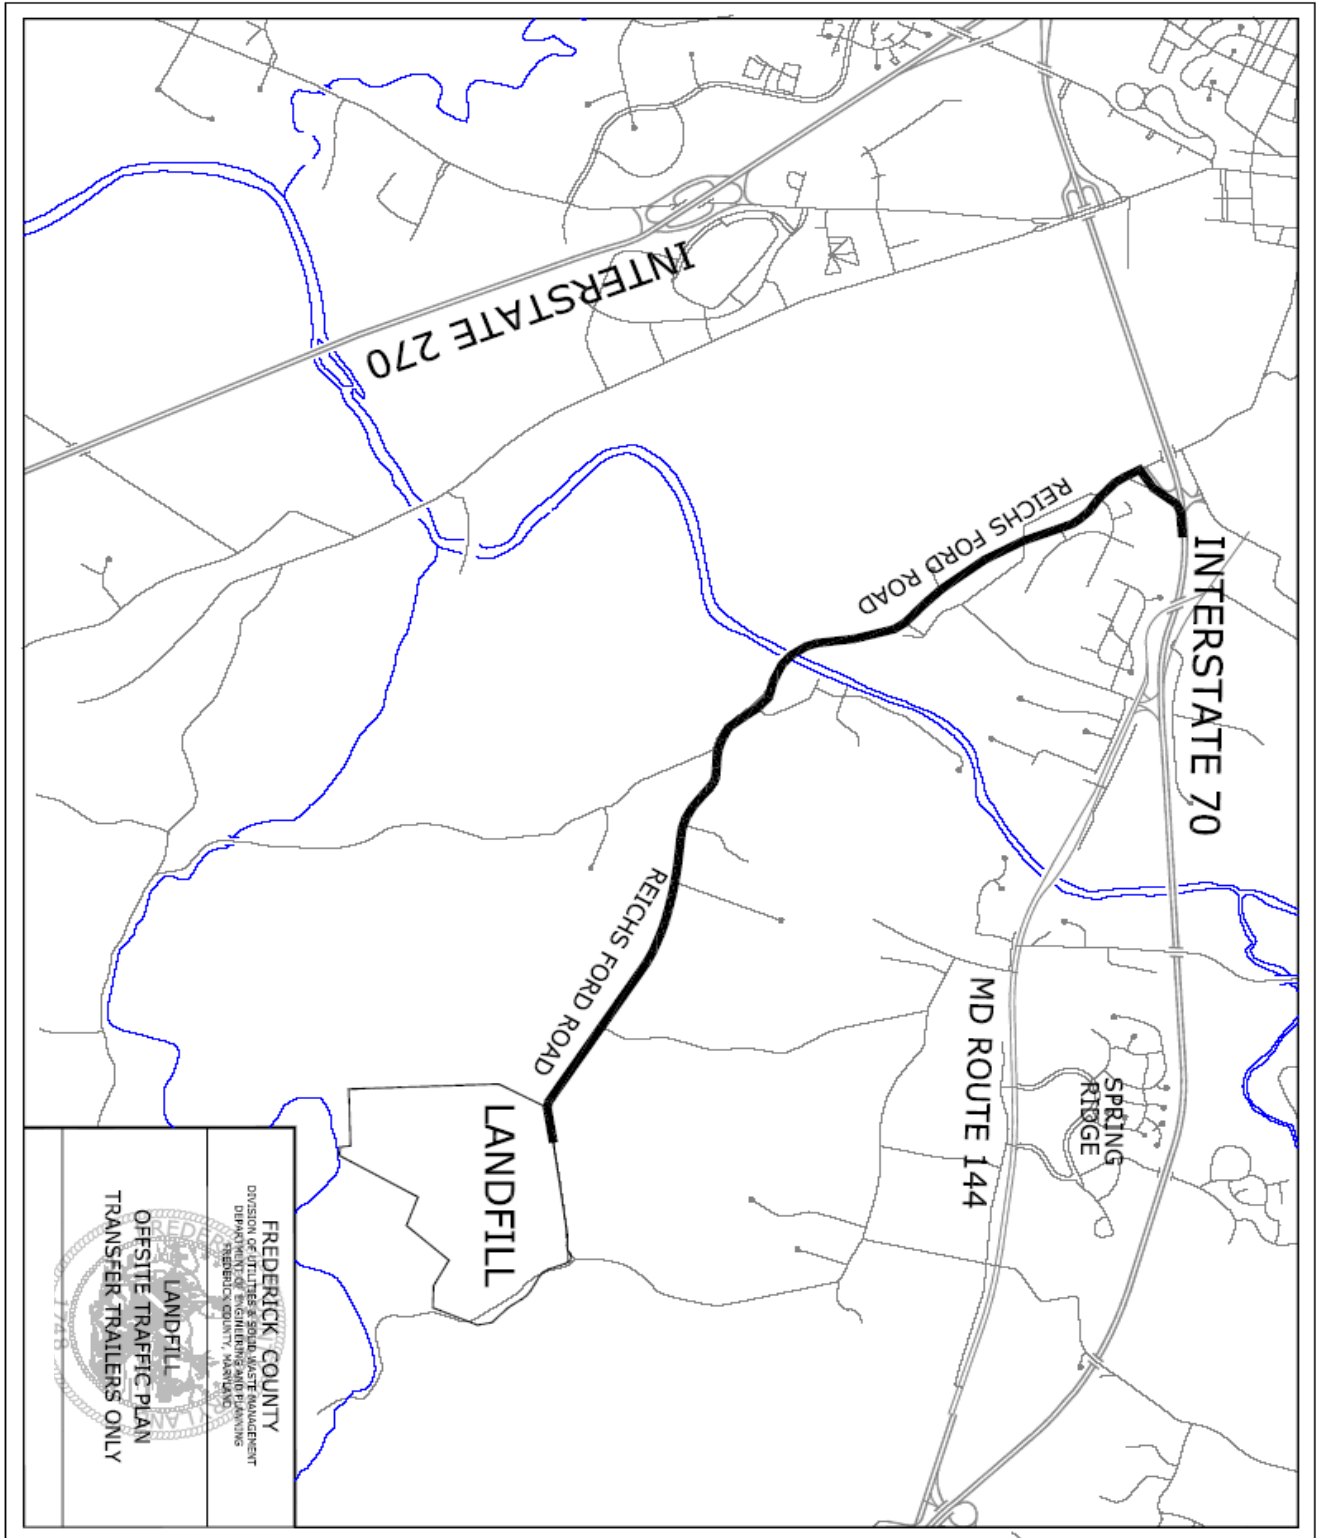 INTERSTATE 270
INTERSTATE 70
REICHS FORD ROAD
REICHS FORD ROAD
MD ROUTE 144
SPRING
RIDGE
LANDFILL
FREDERICK COUNTY
DIVISION OF UTILITIES & SOLID WASTE MANAGEMENT
DEPARTMENT OF ENGINEERING AND PLANNING
FREDERICK COUNTY, MARYLAND
LANDFILL
OFFSITE TRAFFIC PLAN
TRANSFER TRAILERS ONLY
1748